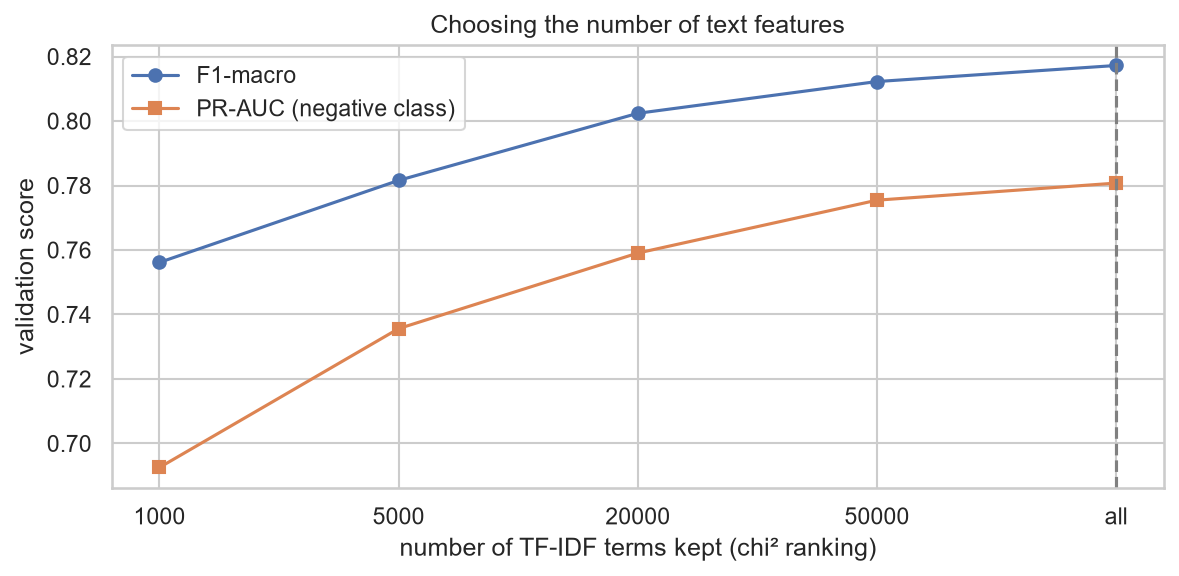 Choosing the number of text features
F1-macro
PR-AUC (negative class)
validation score
0.82
0.80
0.78
0.76
0.74
0.72
0.70
1000
5000
20000
50000
all
number of TF-IDF terms kept (chi² ranking)